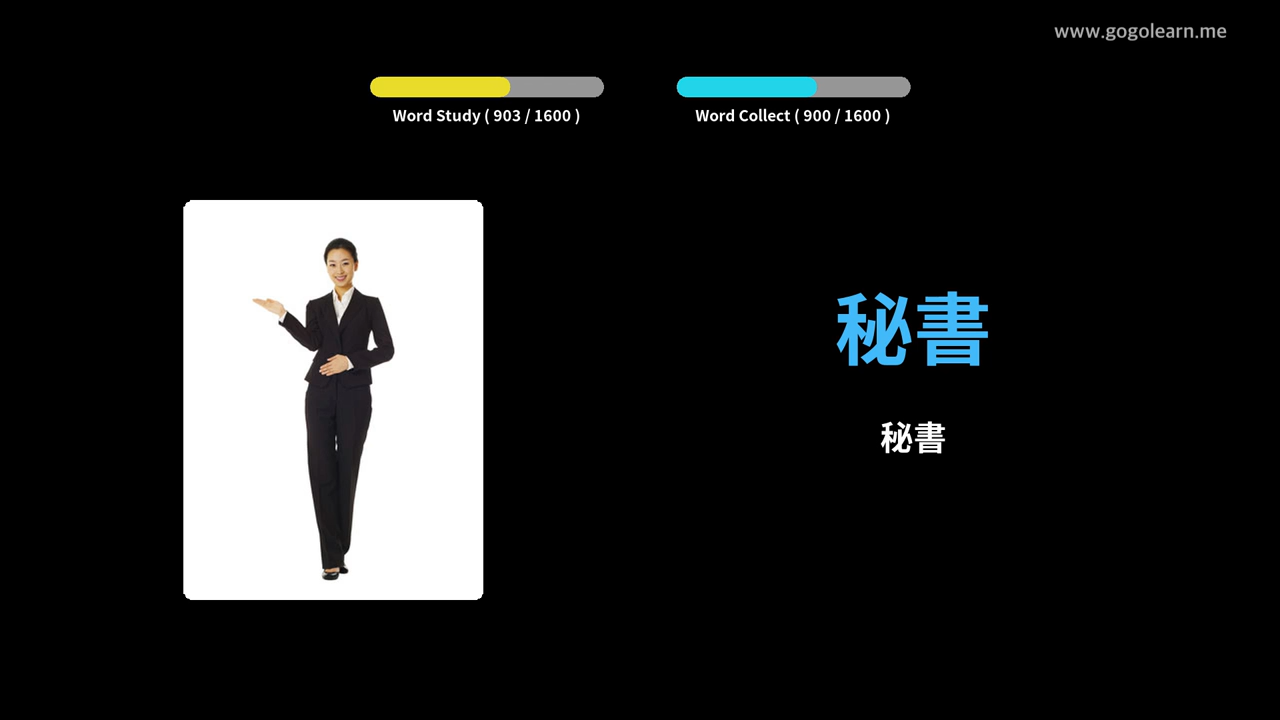 www.gogolearn.me
Word Study ( 903 / 1600 )
Word Collect ( 900 / 1600 )
秘書
秘書